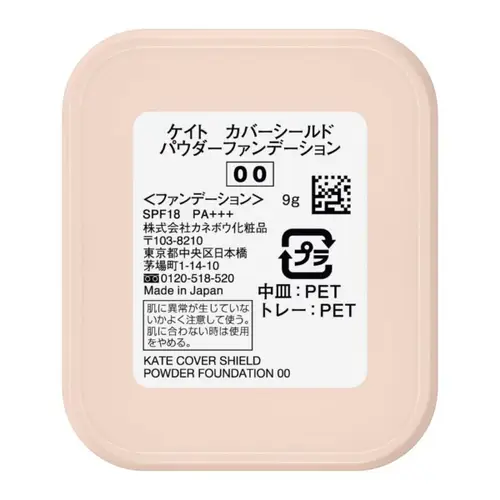 ケイト カバーシールド
パウダーファンデーション
00
＜ファンデーション＞ 9g
SPF18 PA+++
株式会社カネボウ化粧品
〒103-8210
東京都中央区日本橋
茅場町1-14-10
0120-518-520
Made in Japan
プラ
中皿：PET
トレー：PET
肌に異常が生じていな
いかよく注意して使う。
肌に合わない時は使用
をやめる。
KATE COVER SHIELD
POWDER FOUNDATION 00